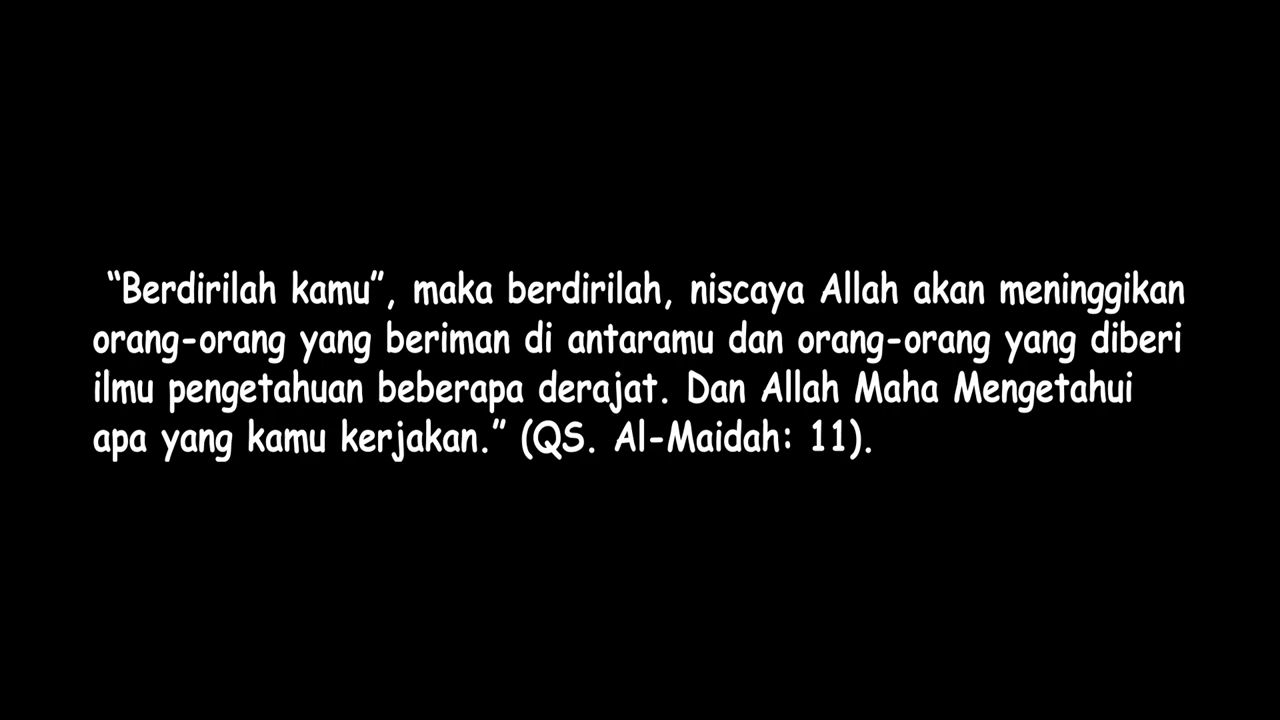 “Berdirilah kamu”, maka berdirilah, niscaya Allah akan meninggikan
orang-orang yang beriman di antaramu dan orang-orang yang diberi
ilmu pengetahuan beberapa derajat. Dan Allah Maha Mengetahui
apa yang kamu kerjakan.” (QS. Al-Maidah: 11).